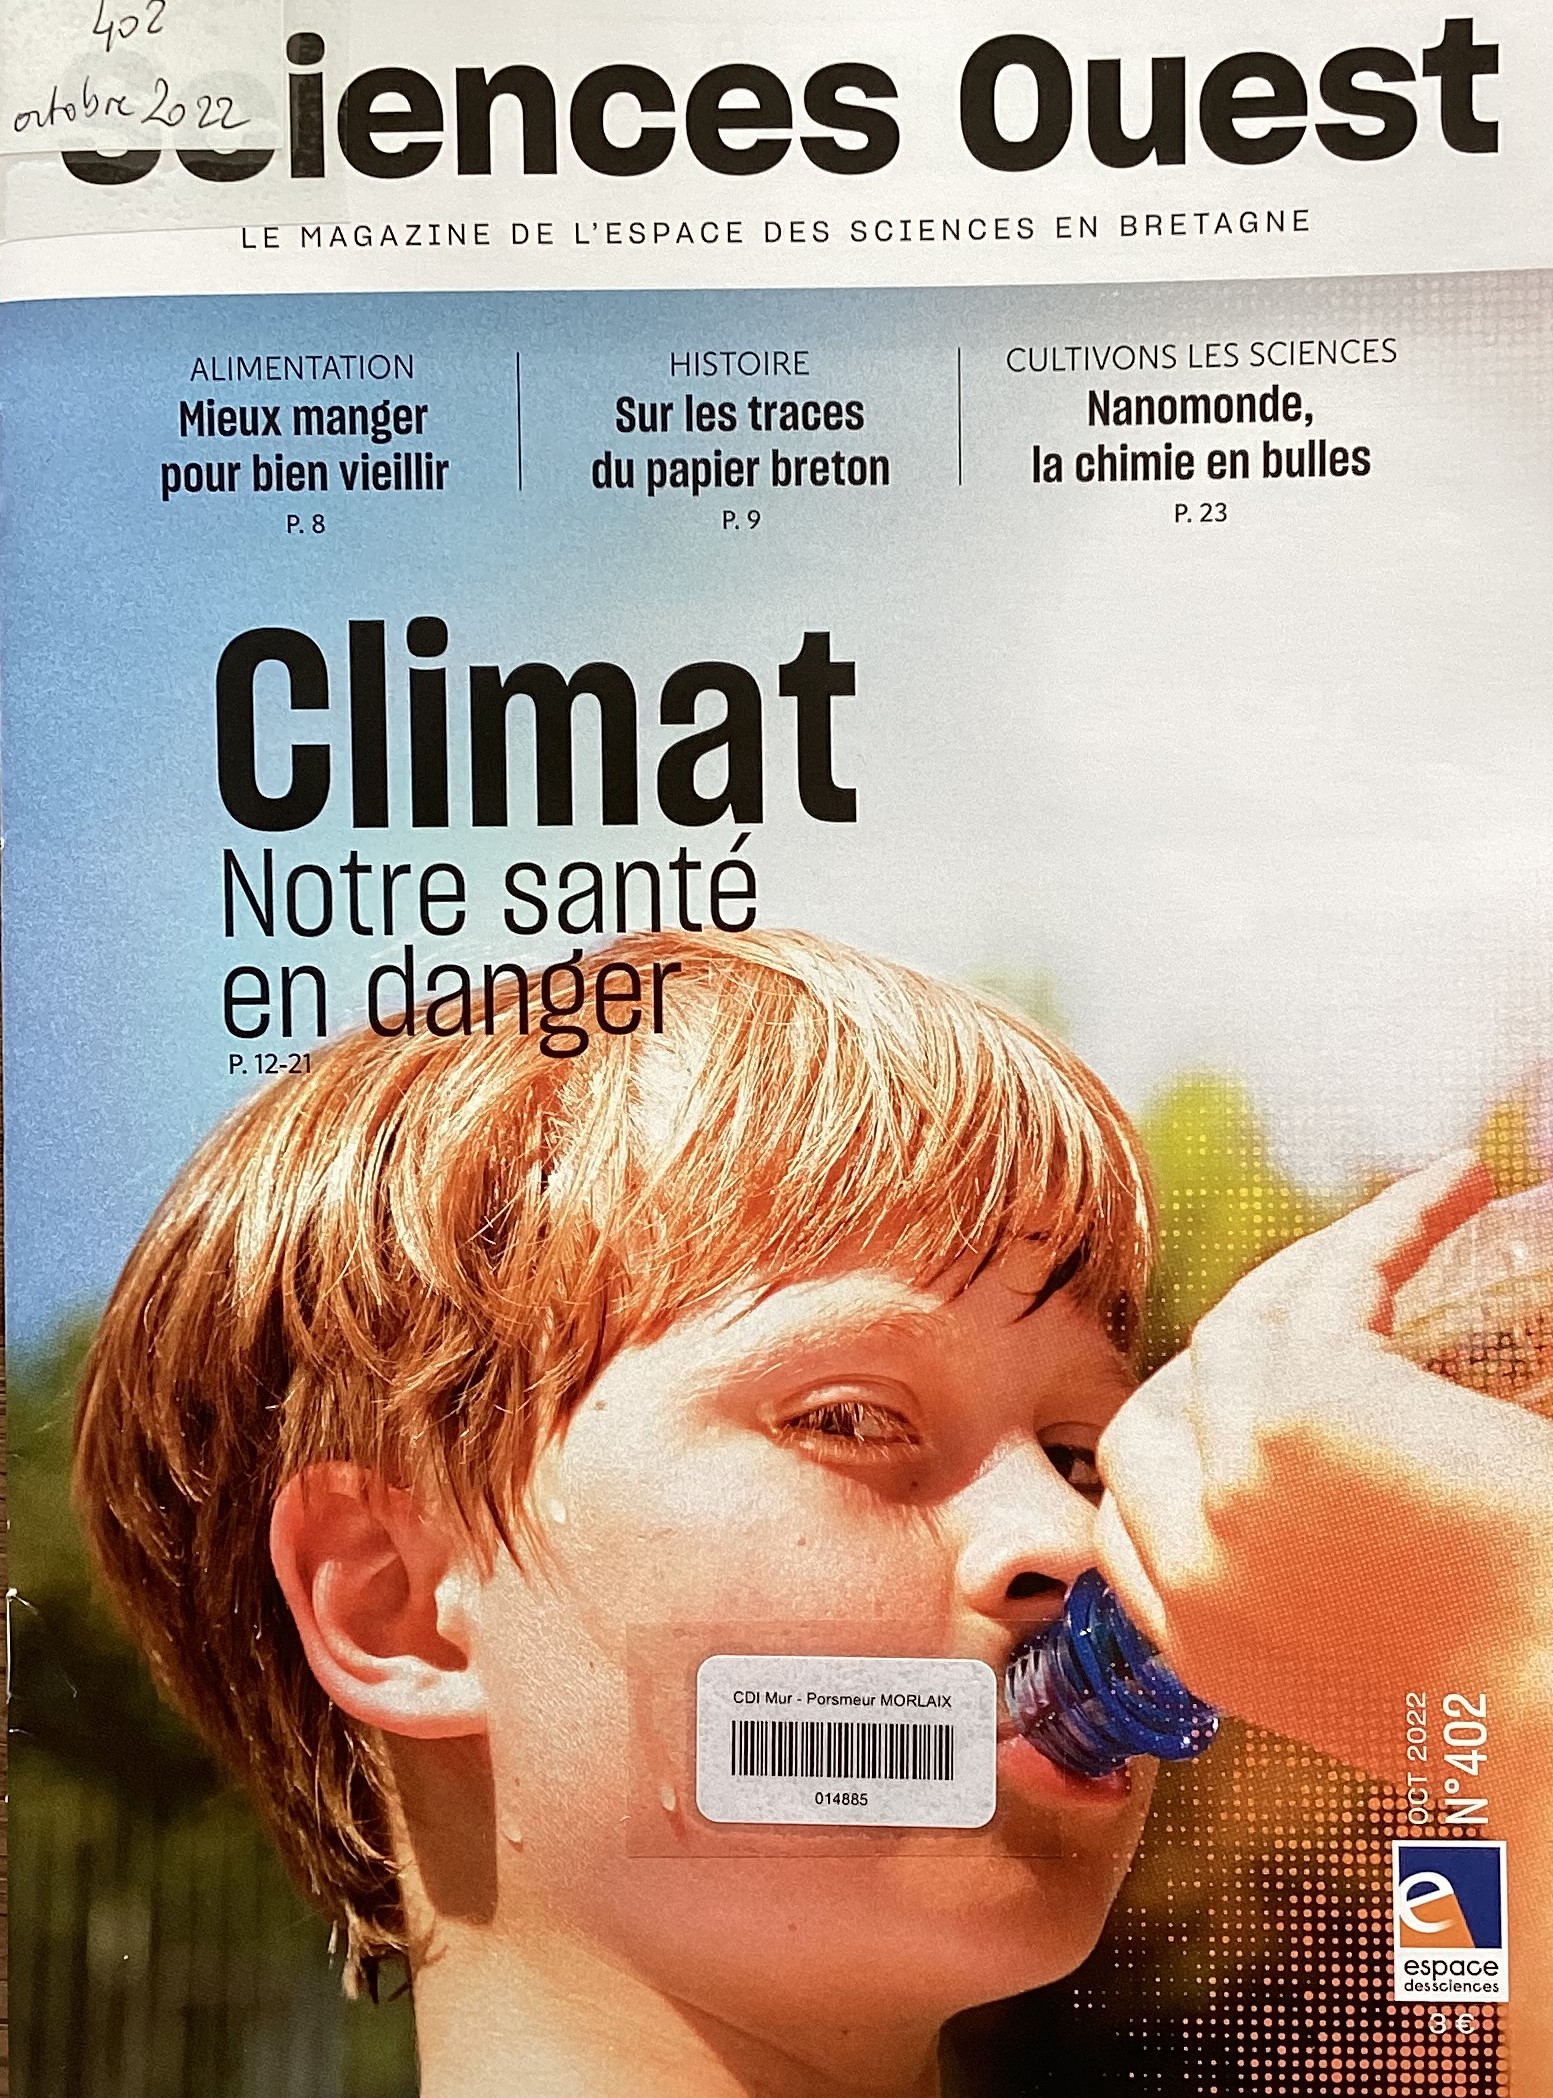 402
octobre 2022
Sciences Ouest
LE MAGAZINE DE L'ESPACE DES SCIENCES EN BRETAGNE
ALIMENTATION
Mieux manger
pour bien vieillir
P. 8
HISTOIRE
Sur les traces
du papier breton
P. 9
CULTIVONS LES SCIENCES
Nanomonde,
la chimie en bulles
P. 23
Climat
Notre santé
en danger
P. 12-21
CDI Mur - Porsmeur MORLAIX
014885
OCT 2022
N°402
e
espace
dessciences
3 €